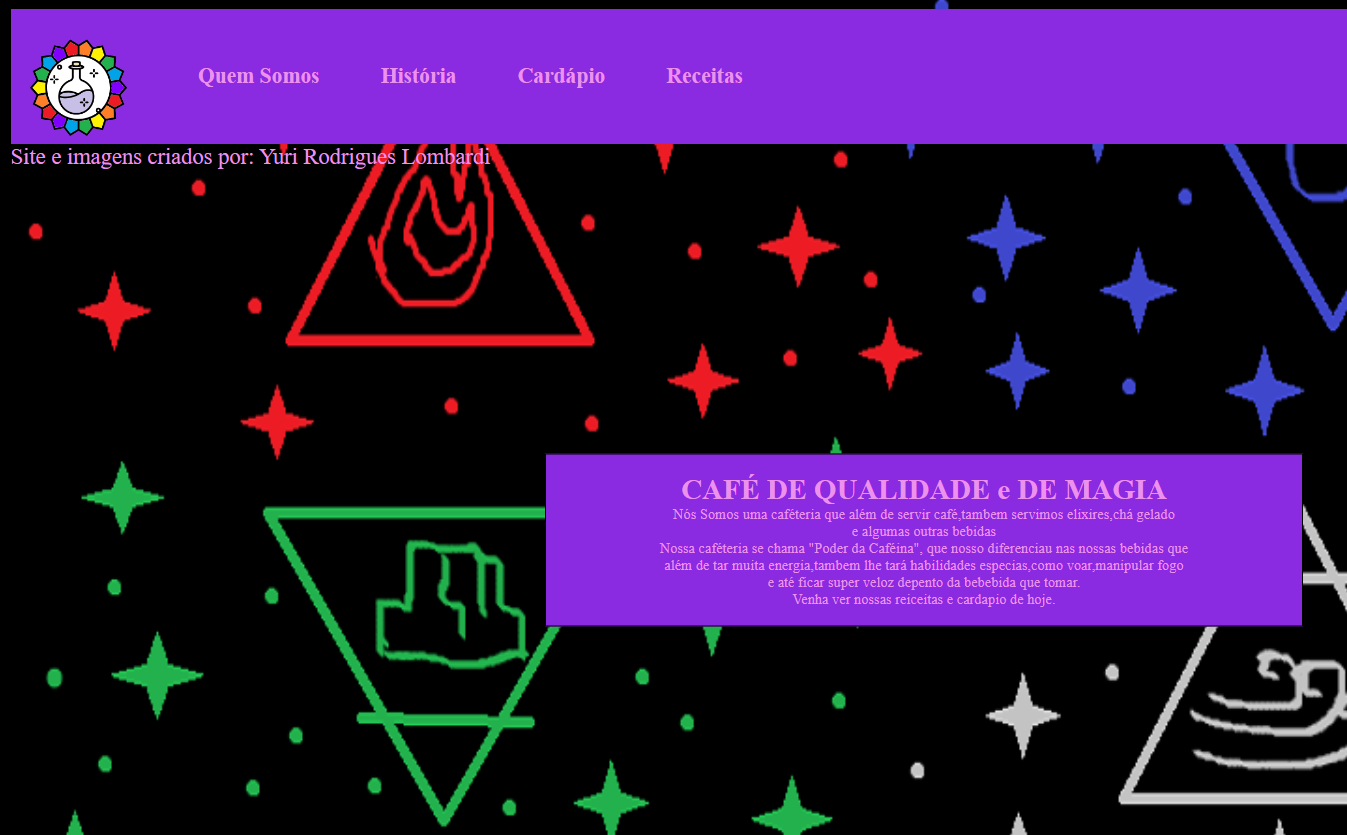 Quem Somos História Cardápio Receitas
Site e imagens criados por: Yuri Rodrigues Lombardi
CAFÉ DE QUALIDADE e DE MAGIA
Nós Somos uma caféteria que além de servir café,tambem servimos elixires,chá gelado
e algumas outras bebidas
Nossa caféteria se chama "Poder da Caféina", que nosso diferenciau nas nossas bebidas que
além de tar muita energia,tambem lhe tará habilidades especias,como voar,manipular fogo
e até ficar super veloz depento da bebebida que tomar.
Venha ver nossas reiceitas e cardapio de hoje.